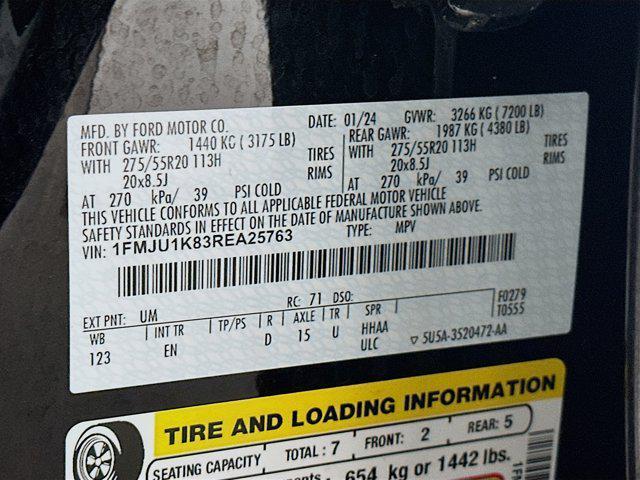 MFD. BY FORD MOTOR CO. DATE: 01/24 GVWR: 3266 KG (7200 LB)
FRONT GAWR: 1440 KG (3175 LB) REAR GAWR: 1987 KG (4380 LB)
WITH 275/55R20 113H TIRES WITH 275/55R20 113H TIRES
20x8.5J RIMS 20x8.5J RIMS
AT 270 kPa/ 39 PSI COLD AT 270 kPa/ 39 PSI COLD
THIS VEHICLE CONFORMS TO ALL APPLICABLE FEDERAL MOTOR VEHICLE
SAFETY STANDARDS IN EFFECT ON THE DATE OF MANUFACTURE SHOWN ABOVE.
VIN: 1FMJU1K83REA25763 TYPE: MPV
EXT PNT: UM RC: 71 DSO: F0279
WB INT TR TP/PS R AXLE TR SPR T0555
123 EN D 15 U HHAA
ULC ▽ 5U5A-3520472-AA
TIRE AND LOADING INFORMATION
SEATING CAPACITY TOTAL : 7 FRONT: 2 REAR: 5
654 kg or 1442 lbs.